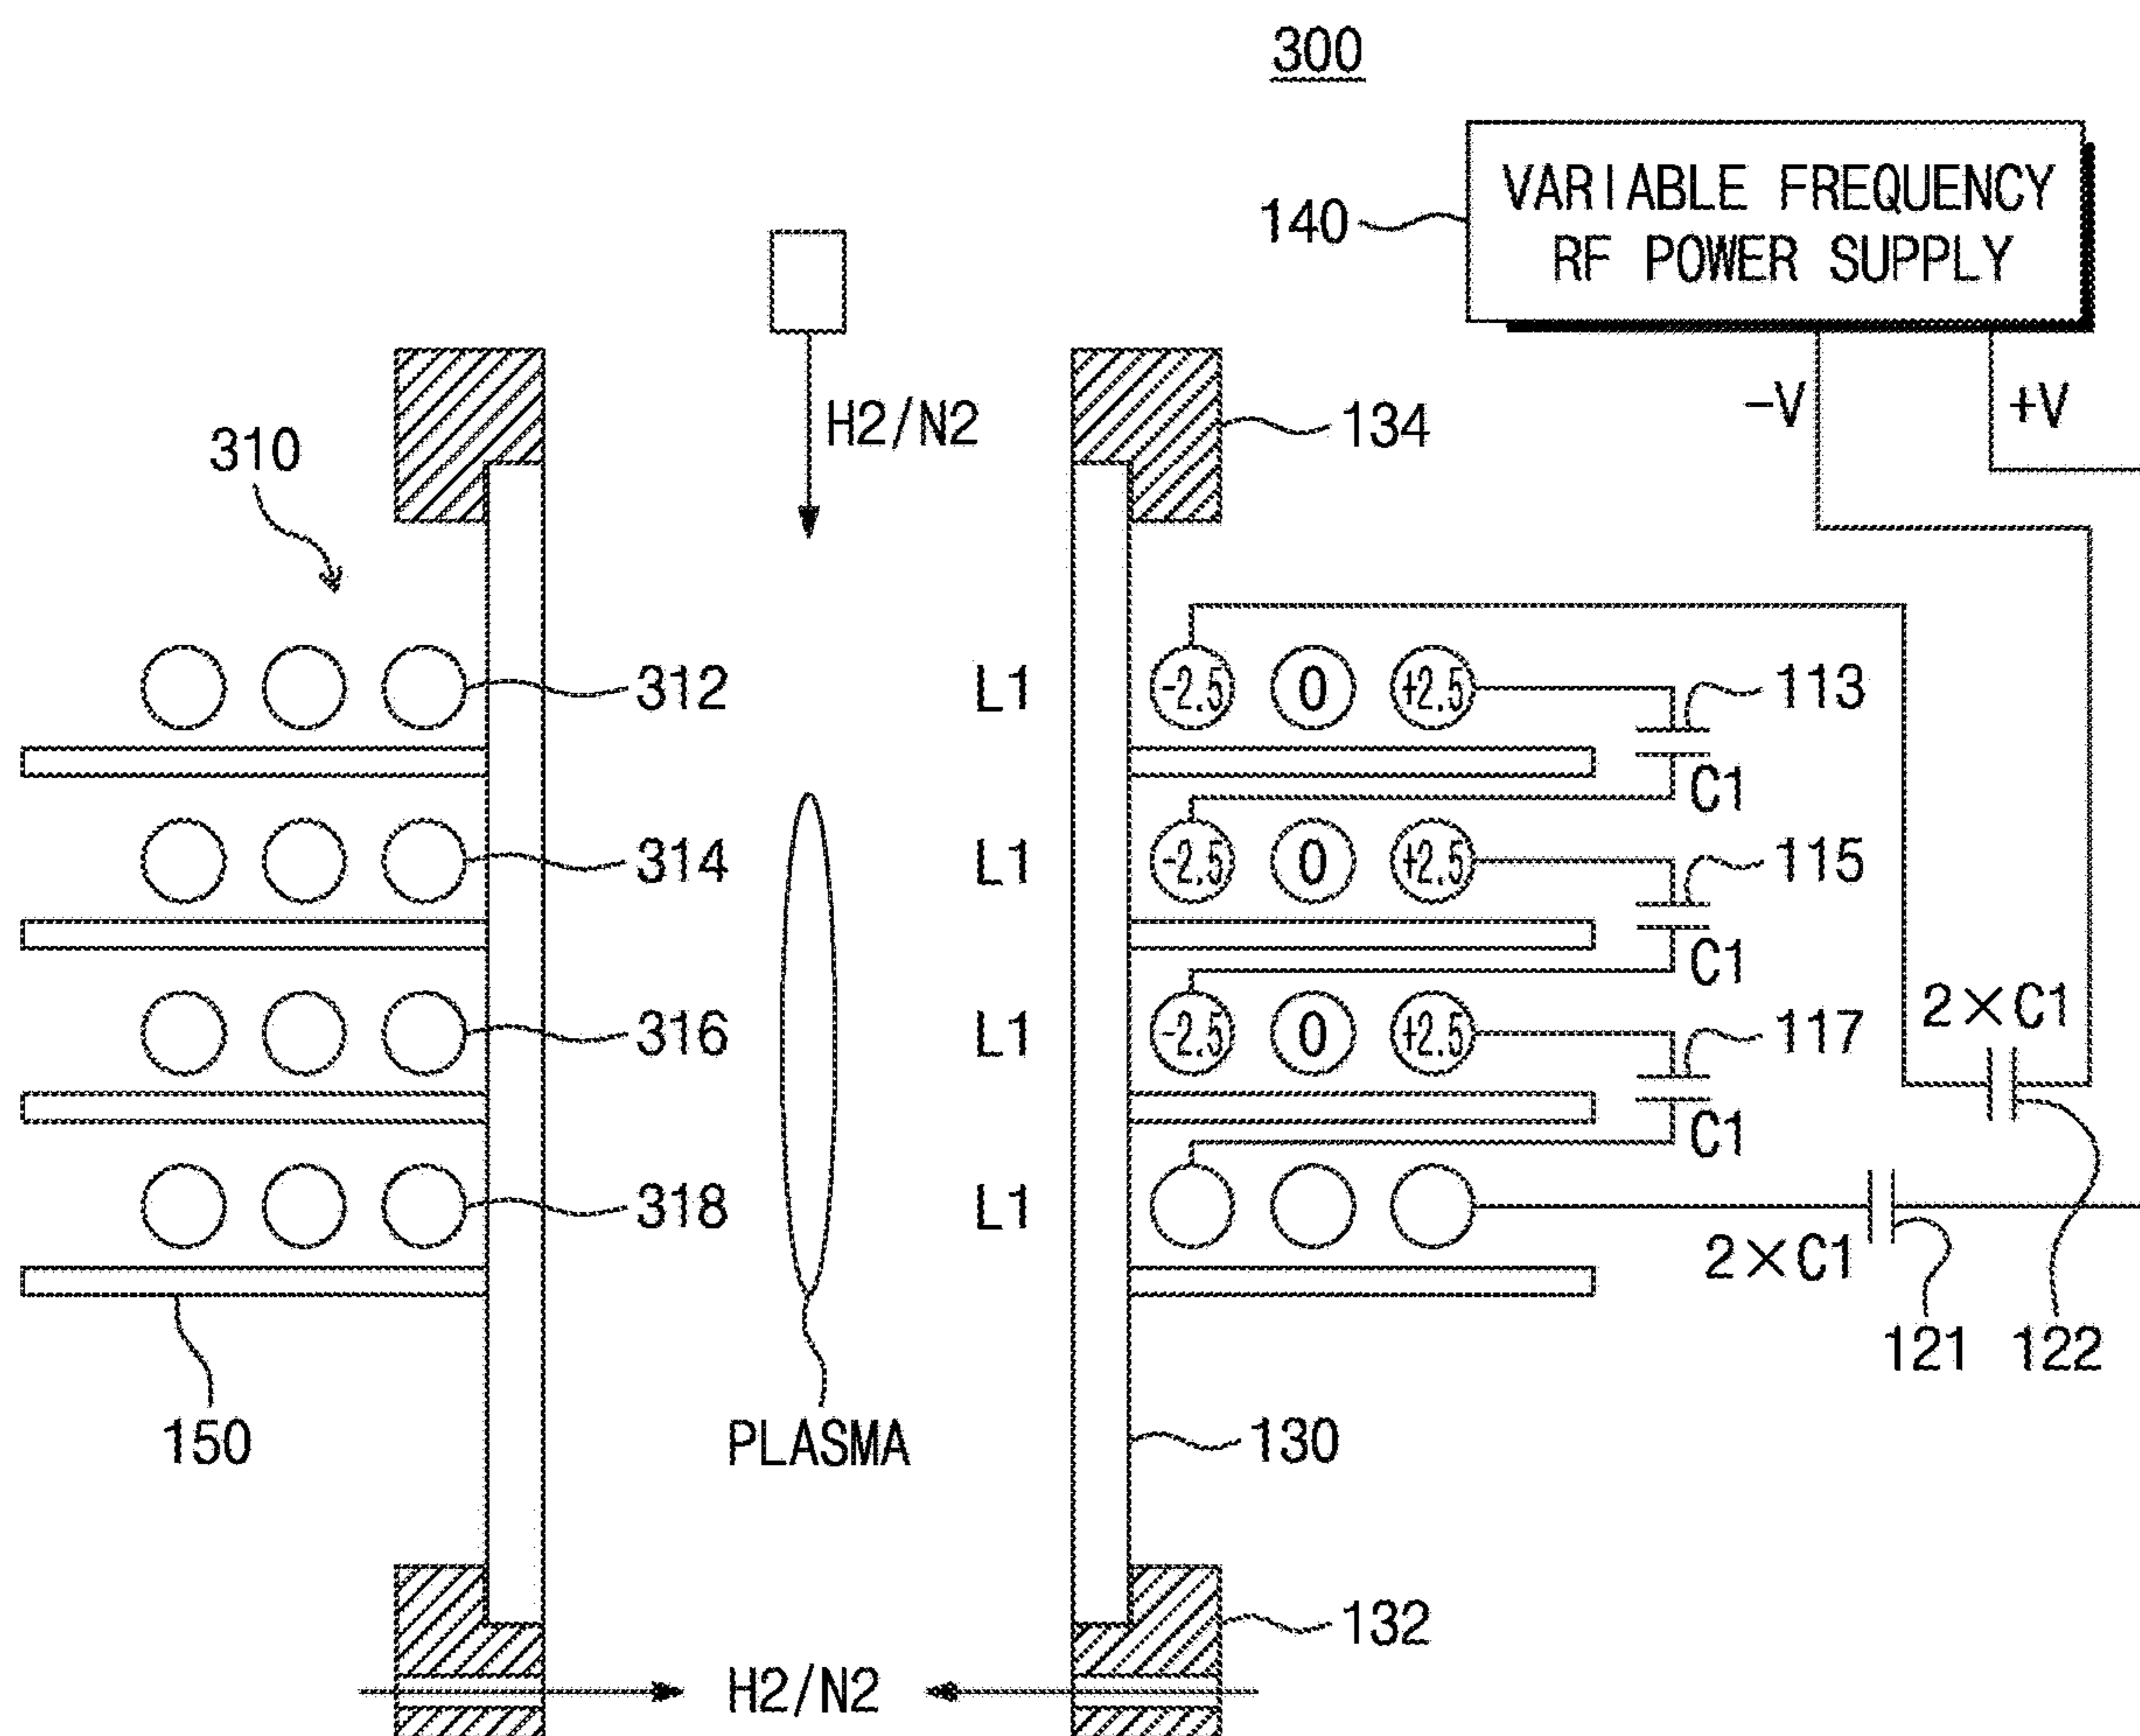 300
VARIABLE FREQUENCY
RF POWER SUPPLY
140
H2/N2
-V
+V
134
310
312
L1
-2.5
0
+2.5
113
C1
314
L1
-2.5
0
+2.5
115
C1
316
L1
-2.5
0
+2.5
117
2×C1
C1
318
L1
2×C1
121
122
150
PLASMA
130
132
H2/N2